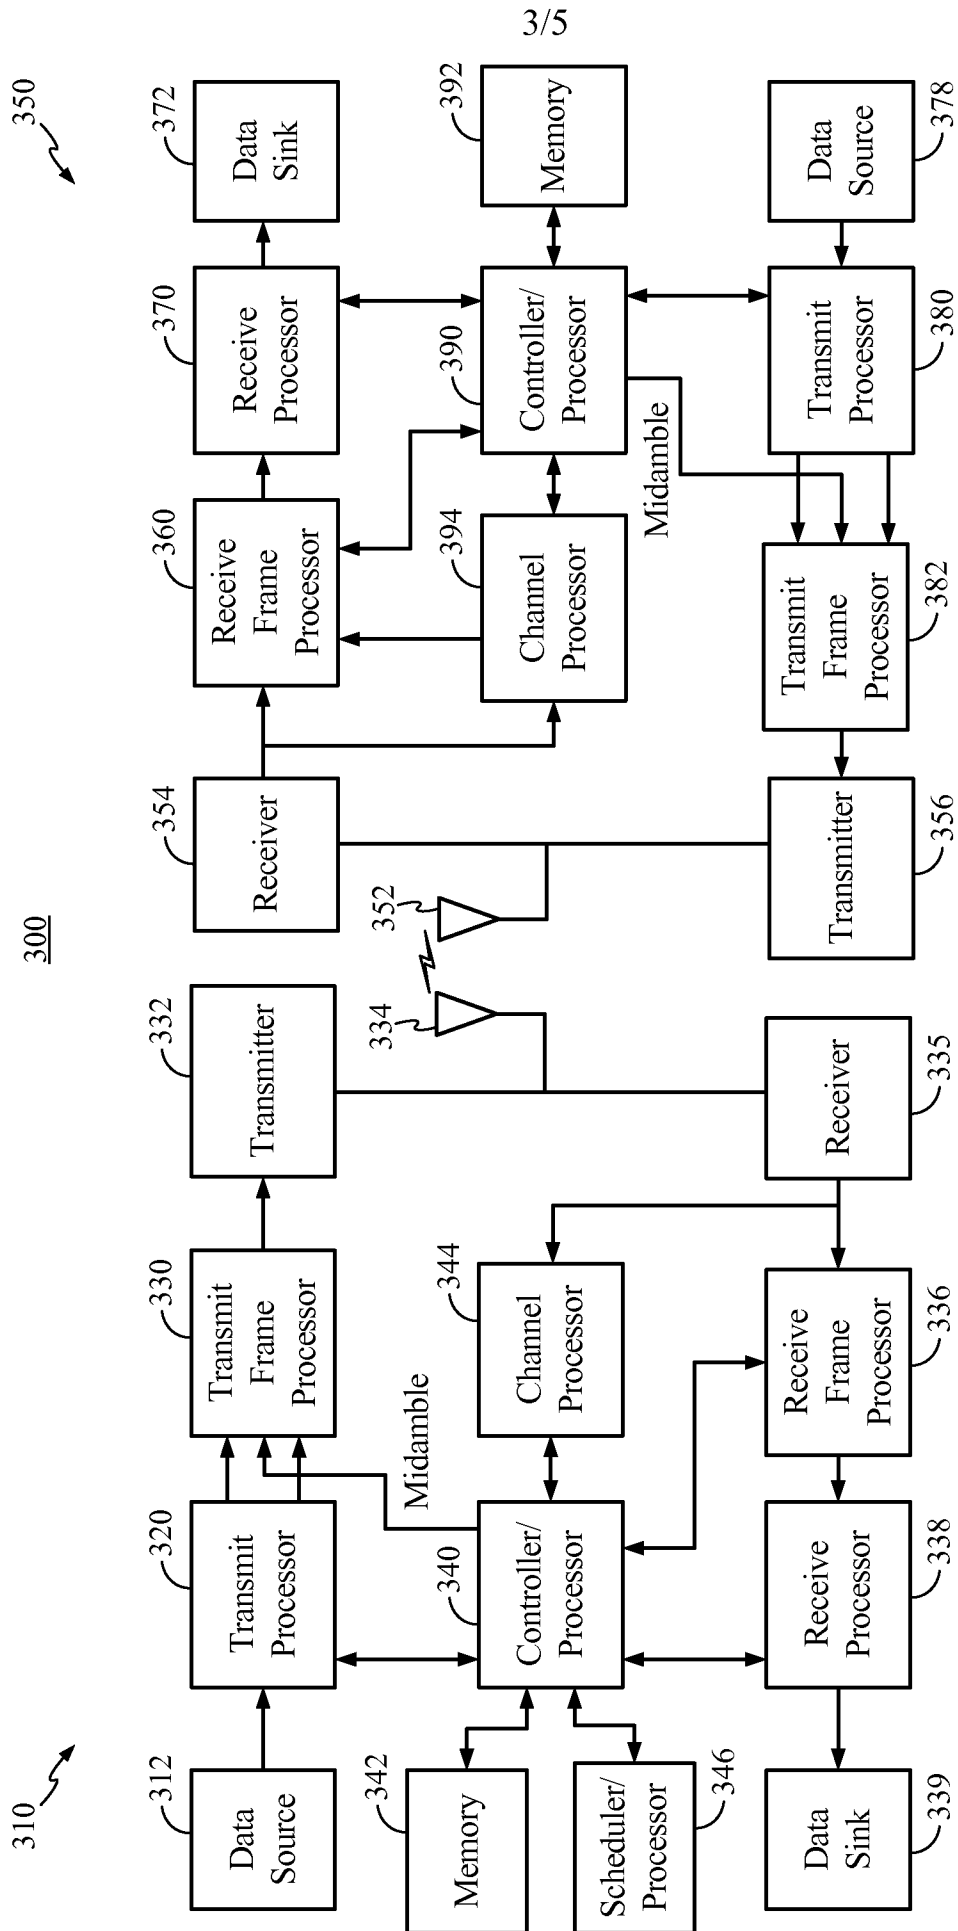 3/5
300
310
350
312
Data
Source
320
Transmit
Processor
330
Transmit
Frame
Processor
332
Transmitter
354
Receiver
360
Receive
Frame
Processor
370
Receive
Processor
372
Data
Sink
342
Memory
340
Controller/
Processor
Midamble
344
Channel
Processor
334
352
394
Channel
Processor
390
Controller/
Processor
392
Memory
346
Scheduler/
Processor
Midamble
339
Data
Sink
338
Receive
Processor
336
Receive
Frame
Processor
335
Receiver
356
Transmitter
382
Transmit
Frame
Processor
380
Transmit
Processor
378
Data
Source